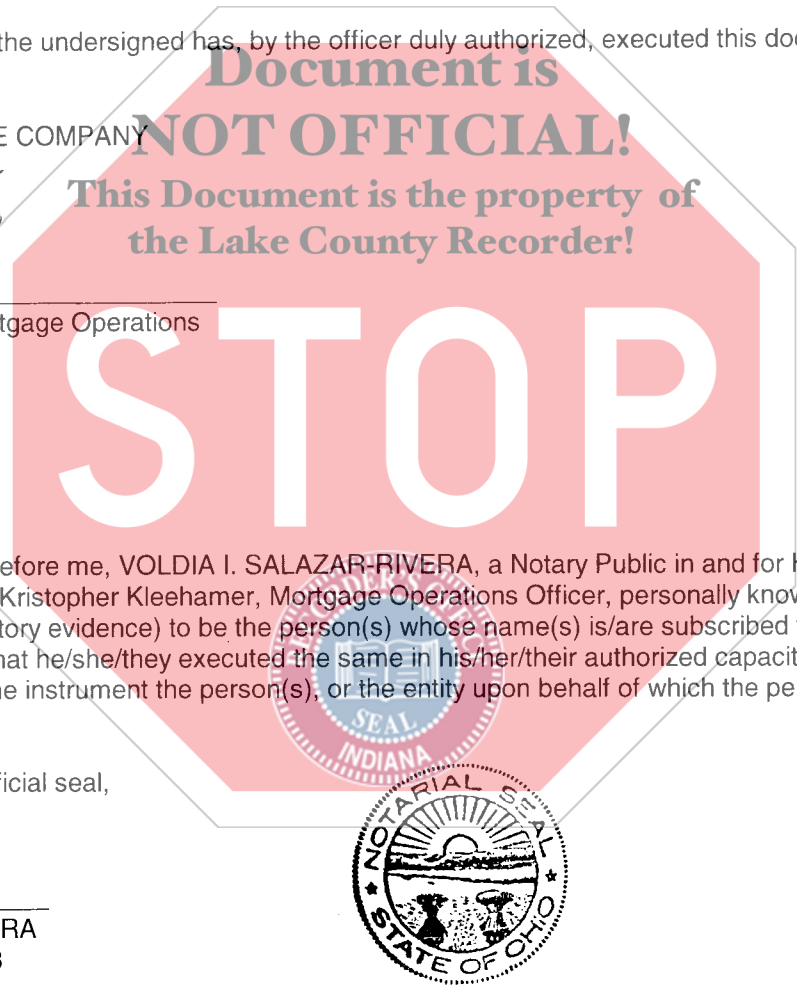 the undersigned has, by the officer duly authorized, executed this doc
Document is
E COMPANY
NOT OFFICIAL!
This Document is the property of
the Lake County Recorder!
tgage Operations
STOP
efore me, VOLDIA I. SALAZAR-RIVERA, a Notary Public in and for H
Kristopher Kleehamer, Mortgage Operations Officer, personally know
tory evidence) to be the person(s) whose name(s) is/are subscribed
hat he/she/they executed the same in his/her/their authorized capacit
e instrument the person(s), or the entity upon behalf of which the pe
RECORDER'S OFFICE
SEAL
INDIANA
ficial seal,
NOTARIAL SEAL
STATE OF OHIO
RA